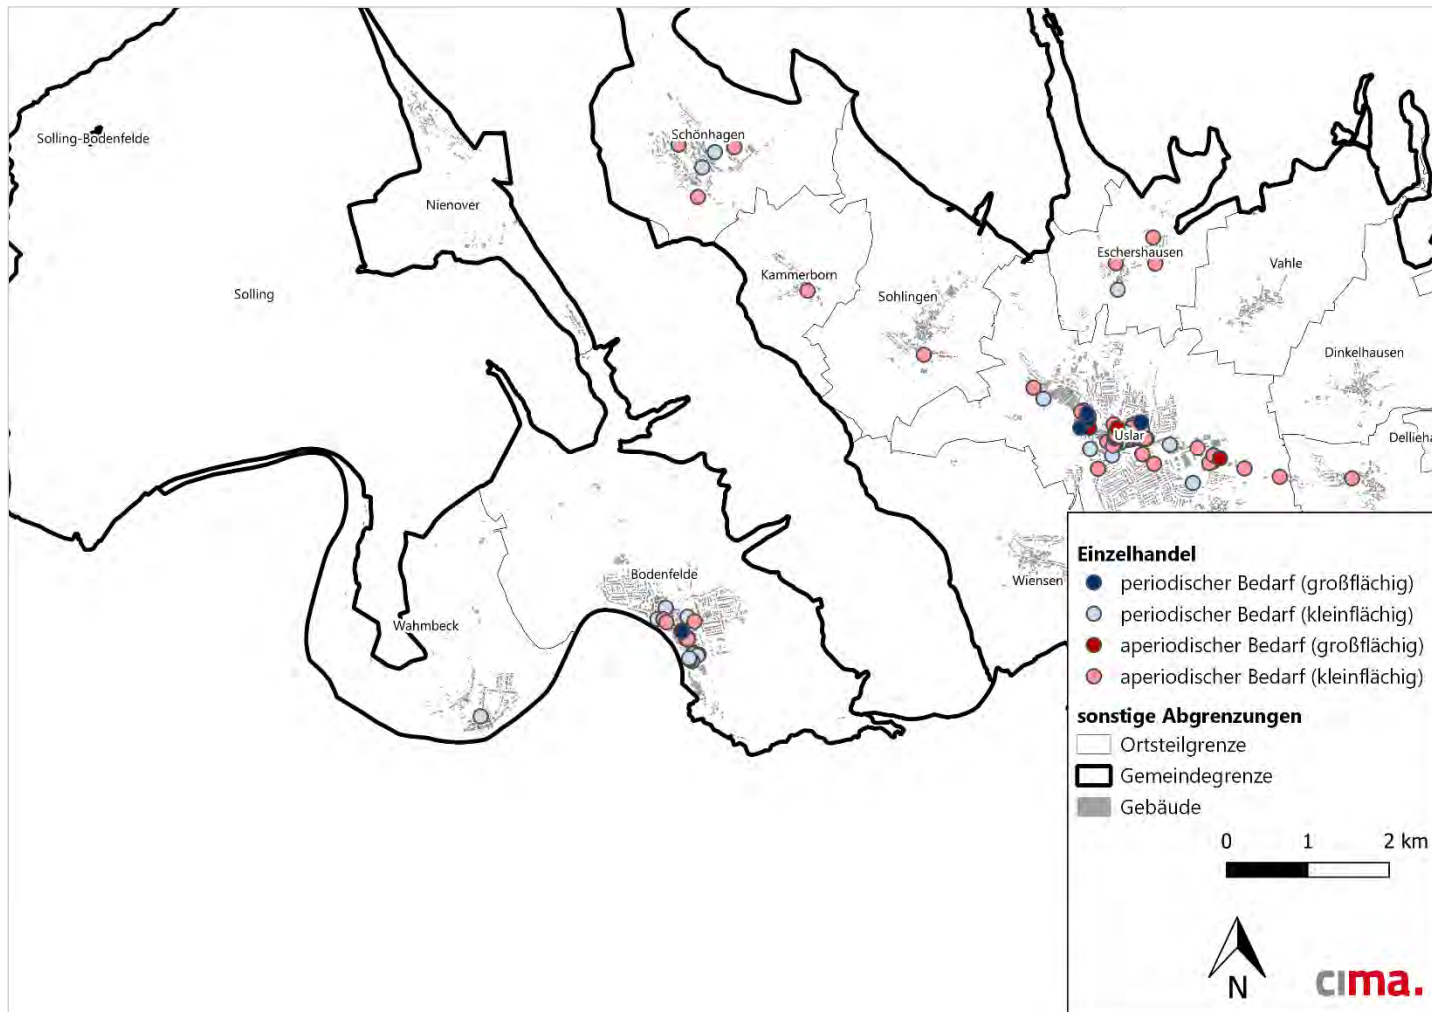 Solling-Bodenfelde
Schönhagen
Nienover
Eschershausen
Kammerborn
Vahle
Solling
Sohlingen
Dinkelhausen
Uslar
Delliehа
Bodenfelde
Wiensen
Wahmbeck
Einzelhandel
periodischer Bedarf (großflächig)
periodischer Bedarf (kleinflächig)
aperiodischer Bedarf (großflächig)
aperiodischer Bedarf (kleinflächig)
sonstige Abgrenzungen
Ortsteilgrenze
Gemeindegrenze
Gebäude
0 1 2 km
N
cima.